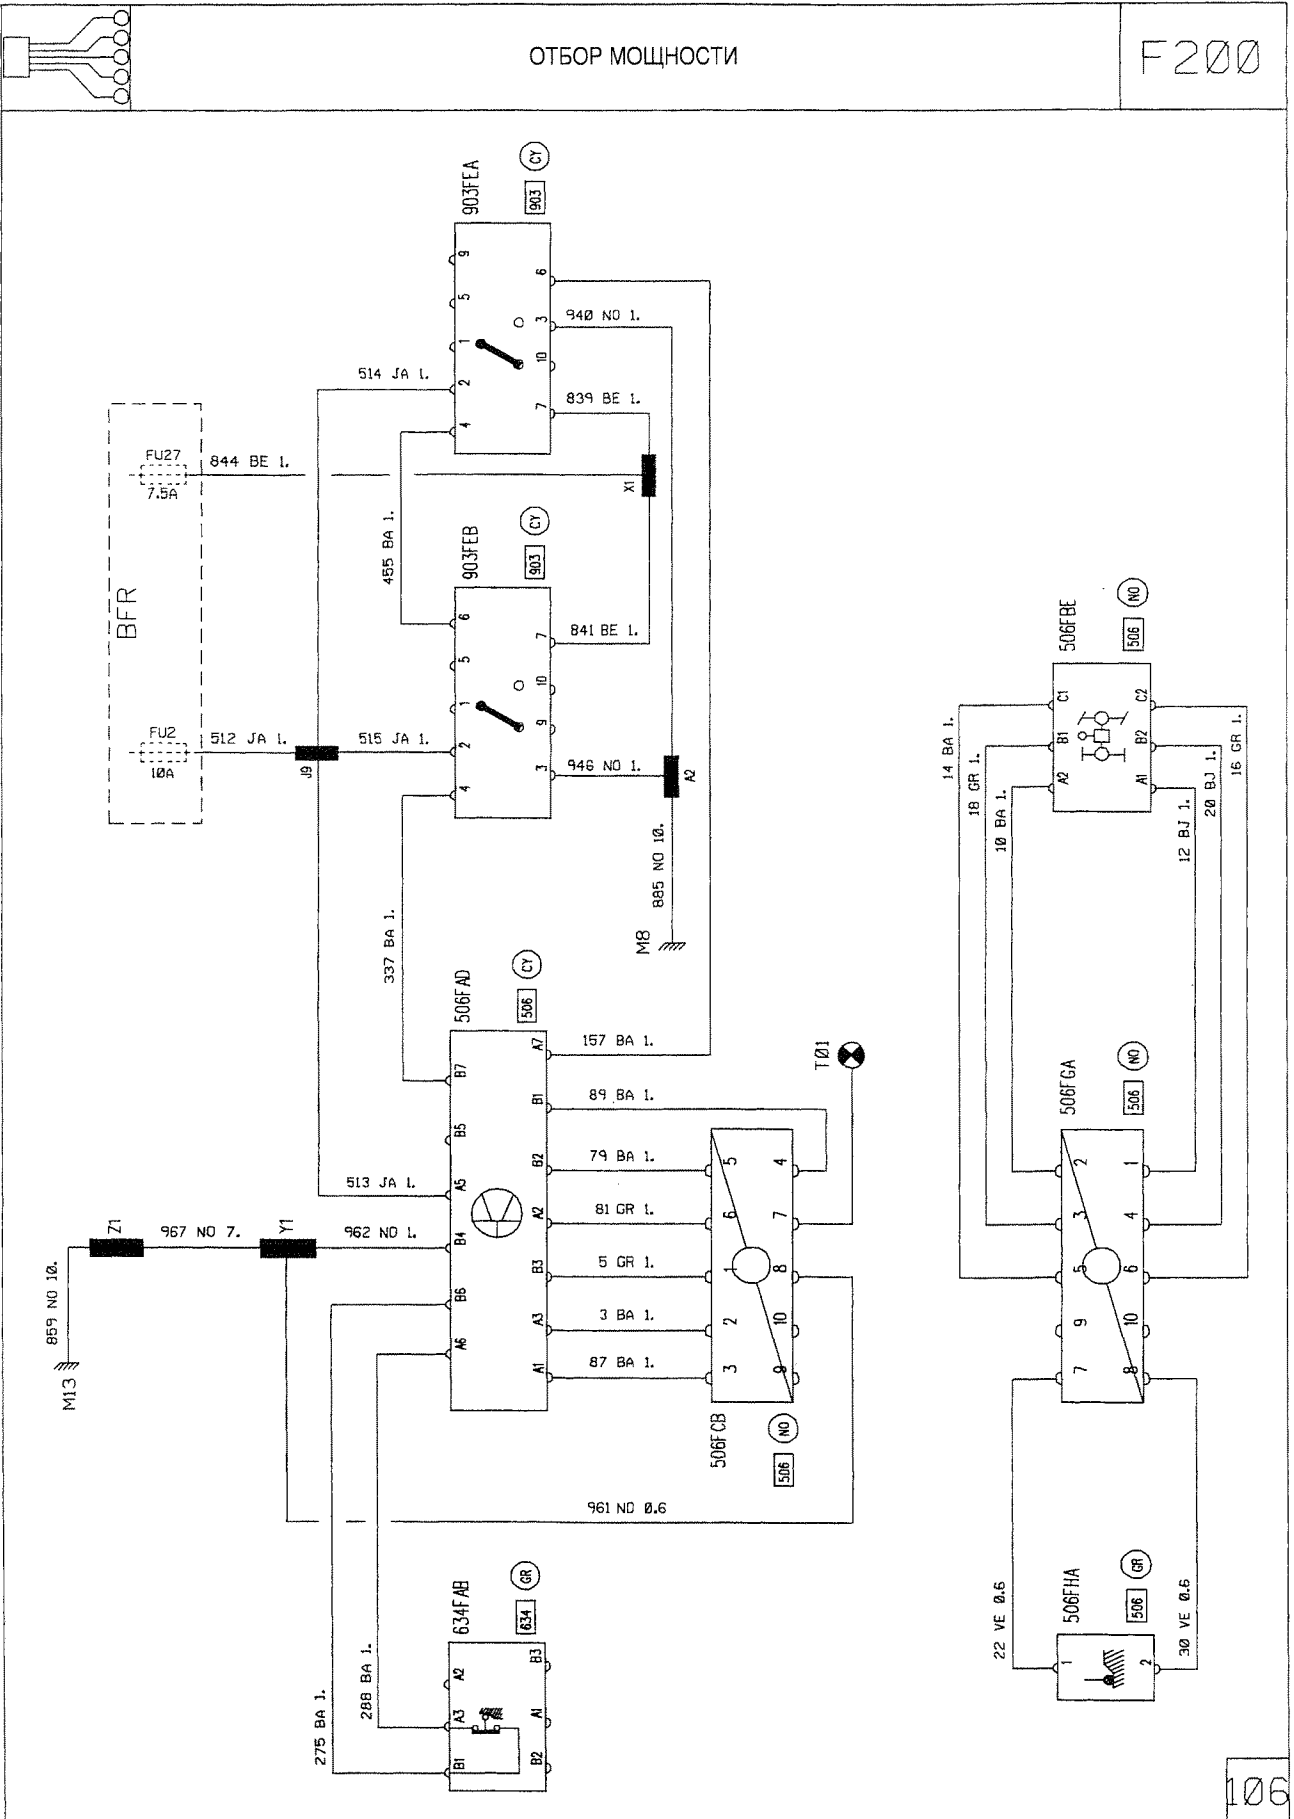 ОТБОР МОЩНОСТИ
F200
903FEA
903
CY
9
5
1
2
4
6
3
10
7
514 JA 1.
940 NO 1.
839 BE 1.
BFR
FU27
7.5A
844 BE 1.
X1
455 BA 1.
FU2
10A
512 JA 1.
J9
515 JA 1.
903FEB
903
CY
6
5
1
2
4
7
10
9
3
841 BE 1.
946 NO 1.
A2
885 NO 10.
M8
337 BA 1.
506FAD
506
CY
B7
B5
A5
B4
B6
A6
A7
B1
B2
A2
B3
A3
A1
513 JA 1.
157 BA 1.
89 BA 1.
79 BA 1.
81 GR 1.
5 GR 1.
3 BA 1.
87 BA 1.
T01
Z1
967 NO 7.
Y1
962 NO 1.
859 NO 10.
M13
5
6
1
2
3
4
7
8
10
9
506FCB
506
NO
961 NO 0.6
634FAB
634
GR
A2
A3
B1
B3
A1
B2
275 BA 1.
288 BA 1.
506FBE
506
NO
C1
B1
A2
C2
B2
A1
14 BA 1.
18 GR 1.
10 BA 1.
12 BJ 1.
20 BJ 1.
16 GR 1.
506FGA
506
NO
2
3
5
9
7
1
4
6
10
8
22 VE 0.6
30 VE 0.6
506FHA
506
GR
1
2
106